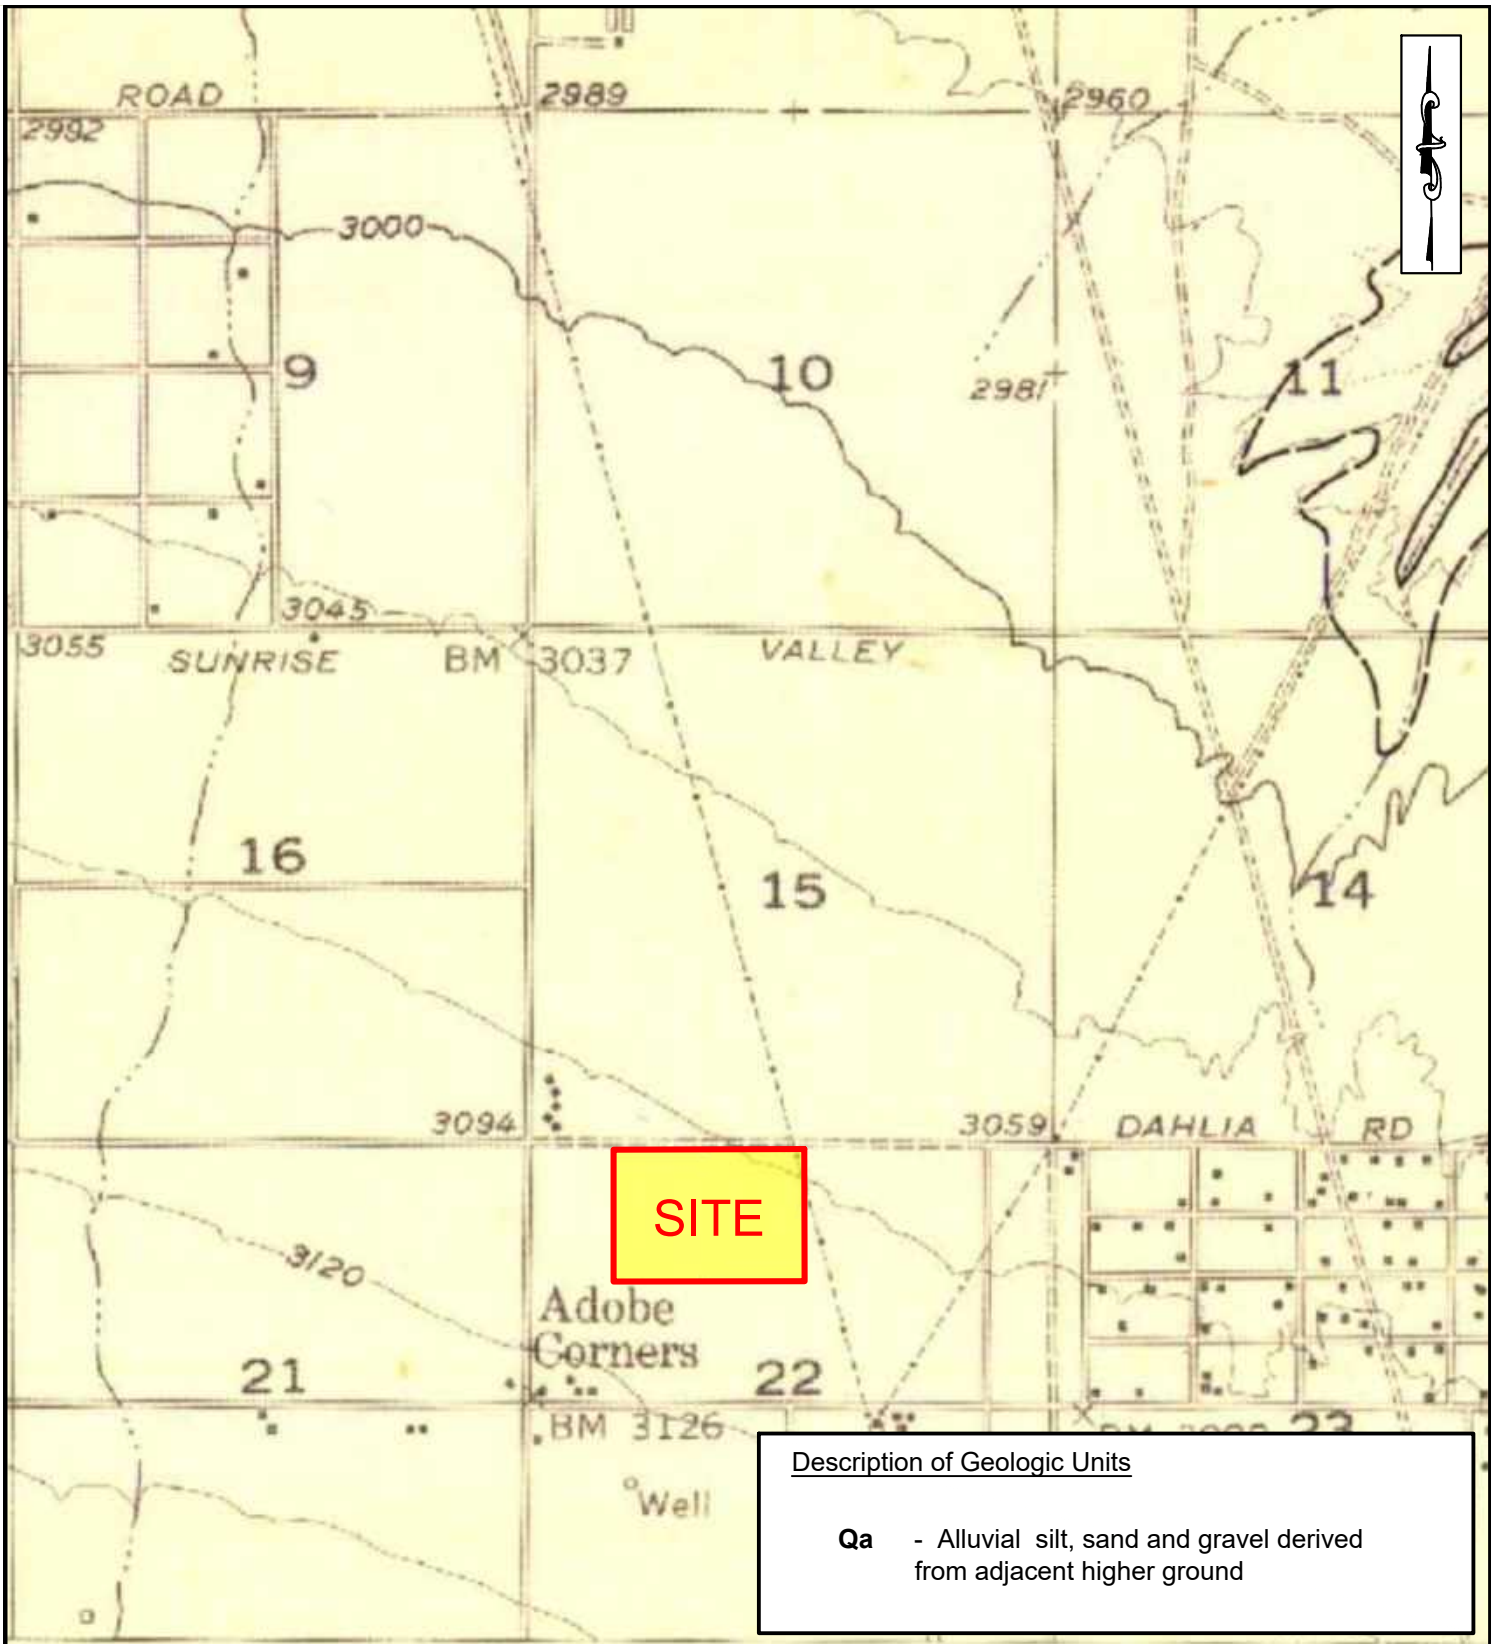 ROAD
2989
2960
2992
3000
9
10
11
2981
3045
3055
SUNRISE
BM 3037
VALLEY
16
15
14
3094
3059
DAHLIA RD
SITE
3120
Adobe
Corners
21
22
BM 3126
23
Well
Description of Geologic Units
Qa - Alluvial silt, sand and gravel derived
from adjacent higher ground